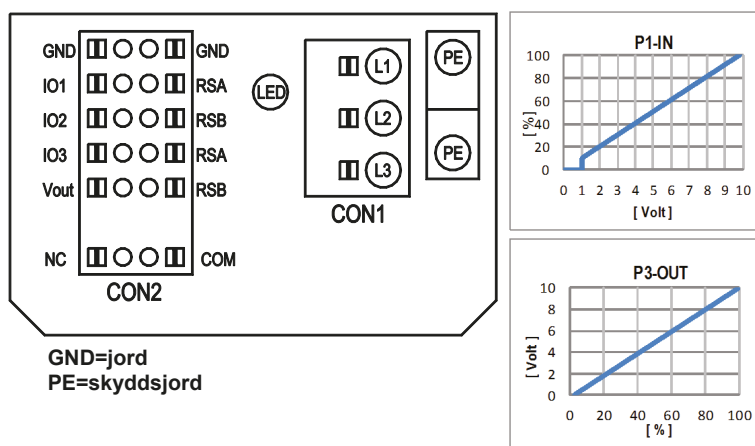 GND GND
IO1 RSA
IO2 RSB
IO3 RSA
Vout RSB
NC COM
CON2
LED
L1
L2
L3
CON1
PE
PE
GND=jord
PE=skyddsjord
P1-IN
100
80
60
40
20
0
[ %]
0 1 2 3 4 5 6 7 8 9 10
[ Volt ]
P3-OUT
10
8
6
4
2
0
[ Volt ]
0 20 40 60 80 100
[ % ]